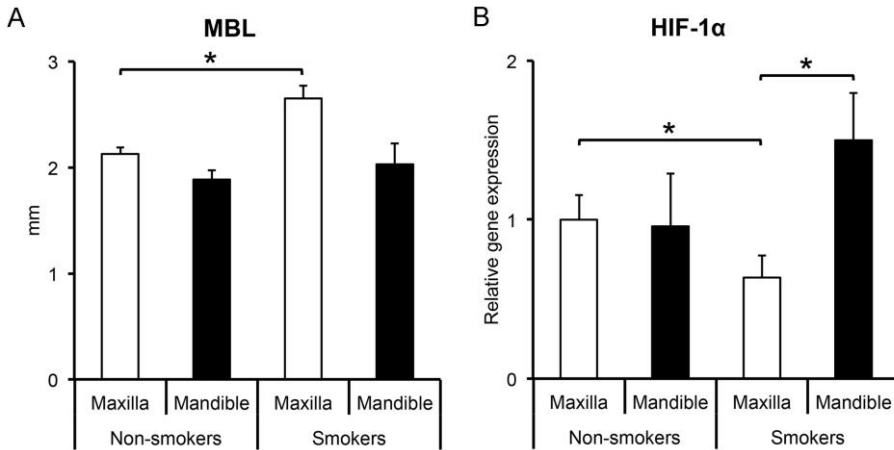 A
MBL
*
3
2
1
0
mm
Maxilla Mandible Maxilla Mandible
Non-smokers Smokers
B
HIF-1α
*
*
2
1
0
Relative gene expression
Maxilla Mandible Maxilla Mandible
Non-smokers Smokers